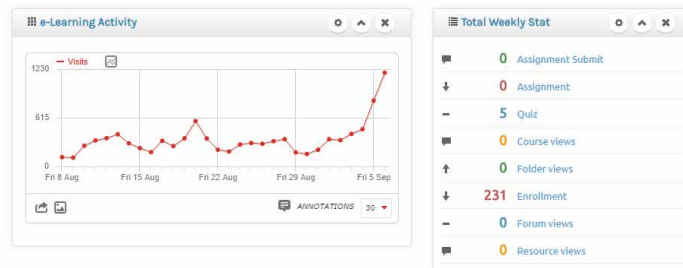 e-Learning Activity
Visits
1230
615
0
Fri 8 Aug Fri 15 Aug Fri 22 Aug Fri 29 Aug Fri 5 Sep
ANNOTATIONS 30
Total Weekly Stat
0 Assignment Submit
0 Assignment
5 Quiz
0 Course views
0 Folder views
231 Enrollment
0 Forum views
0 Resource views